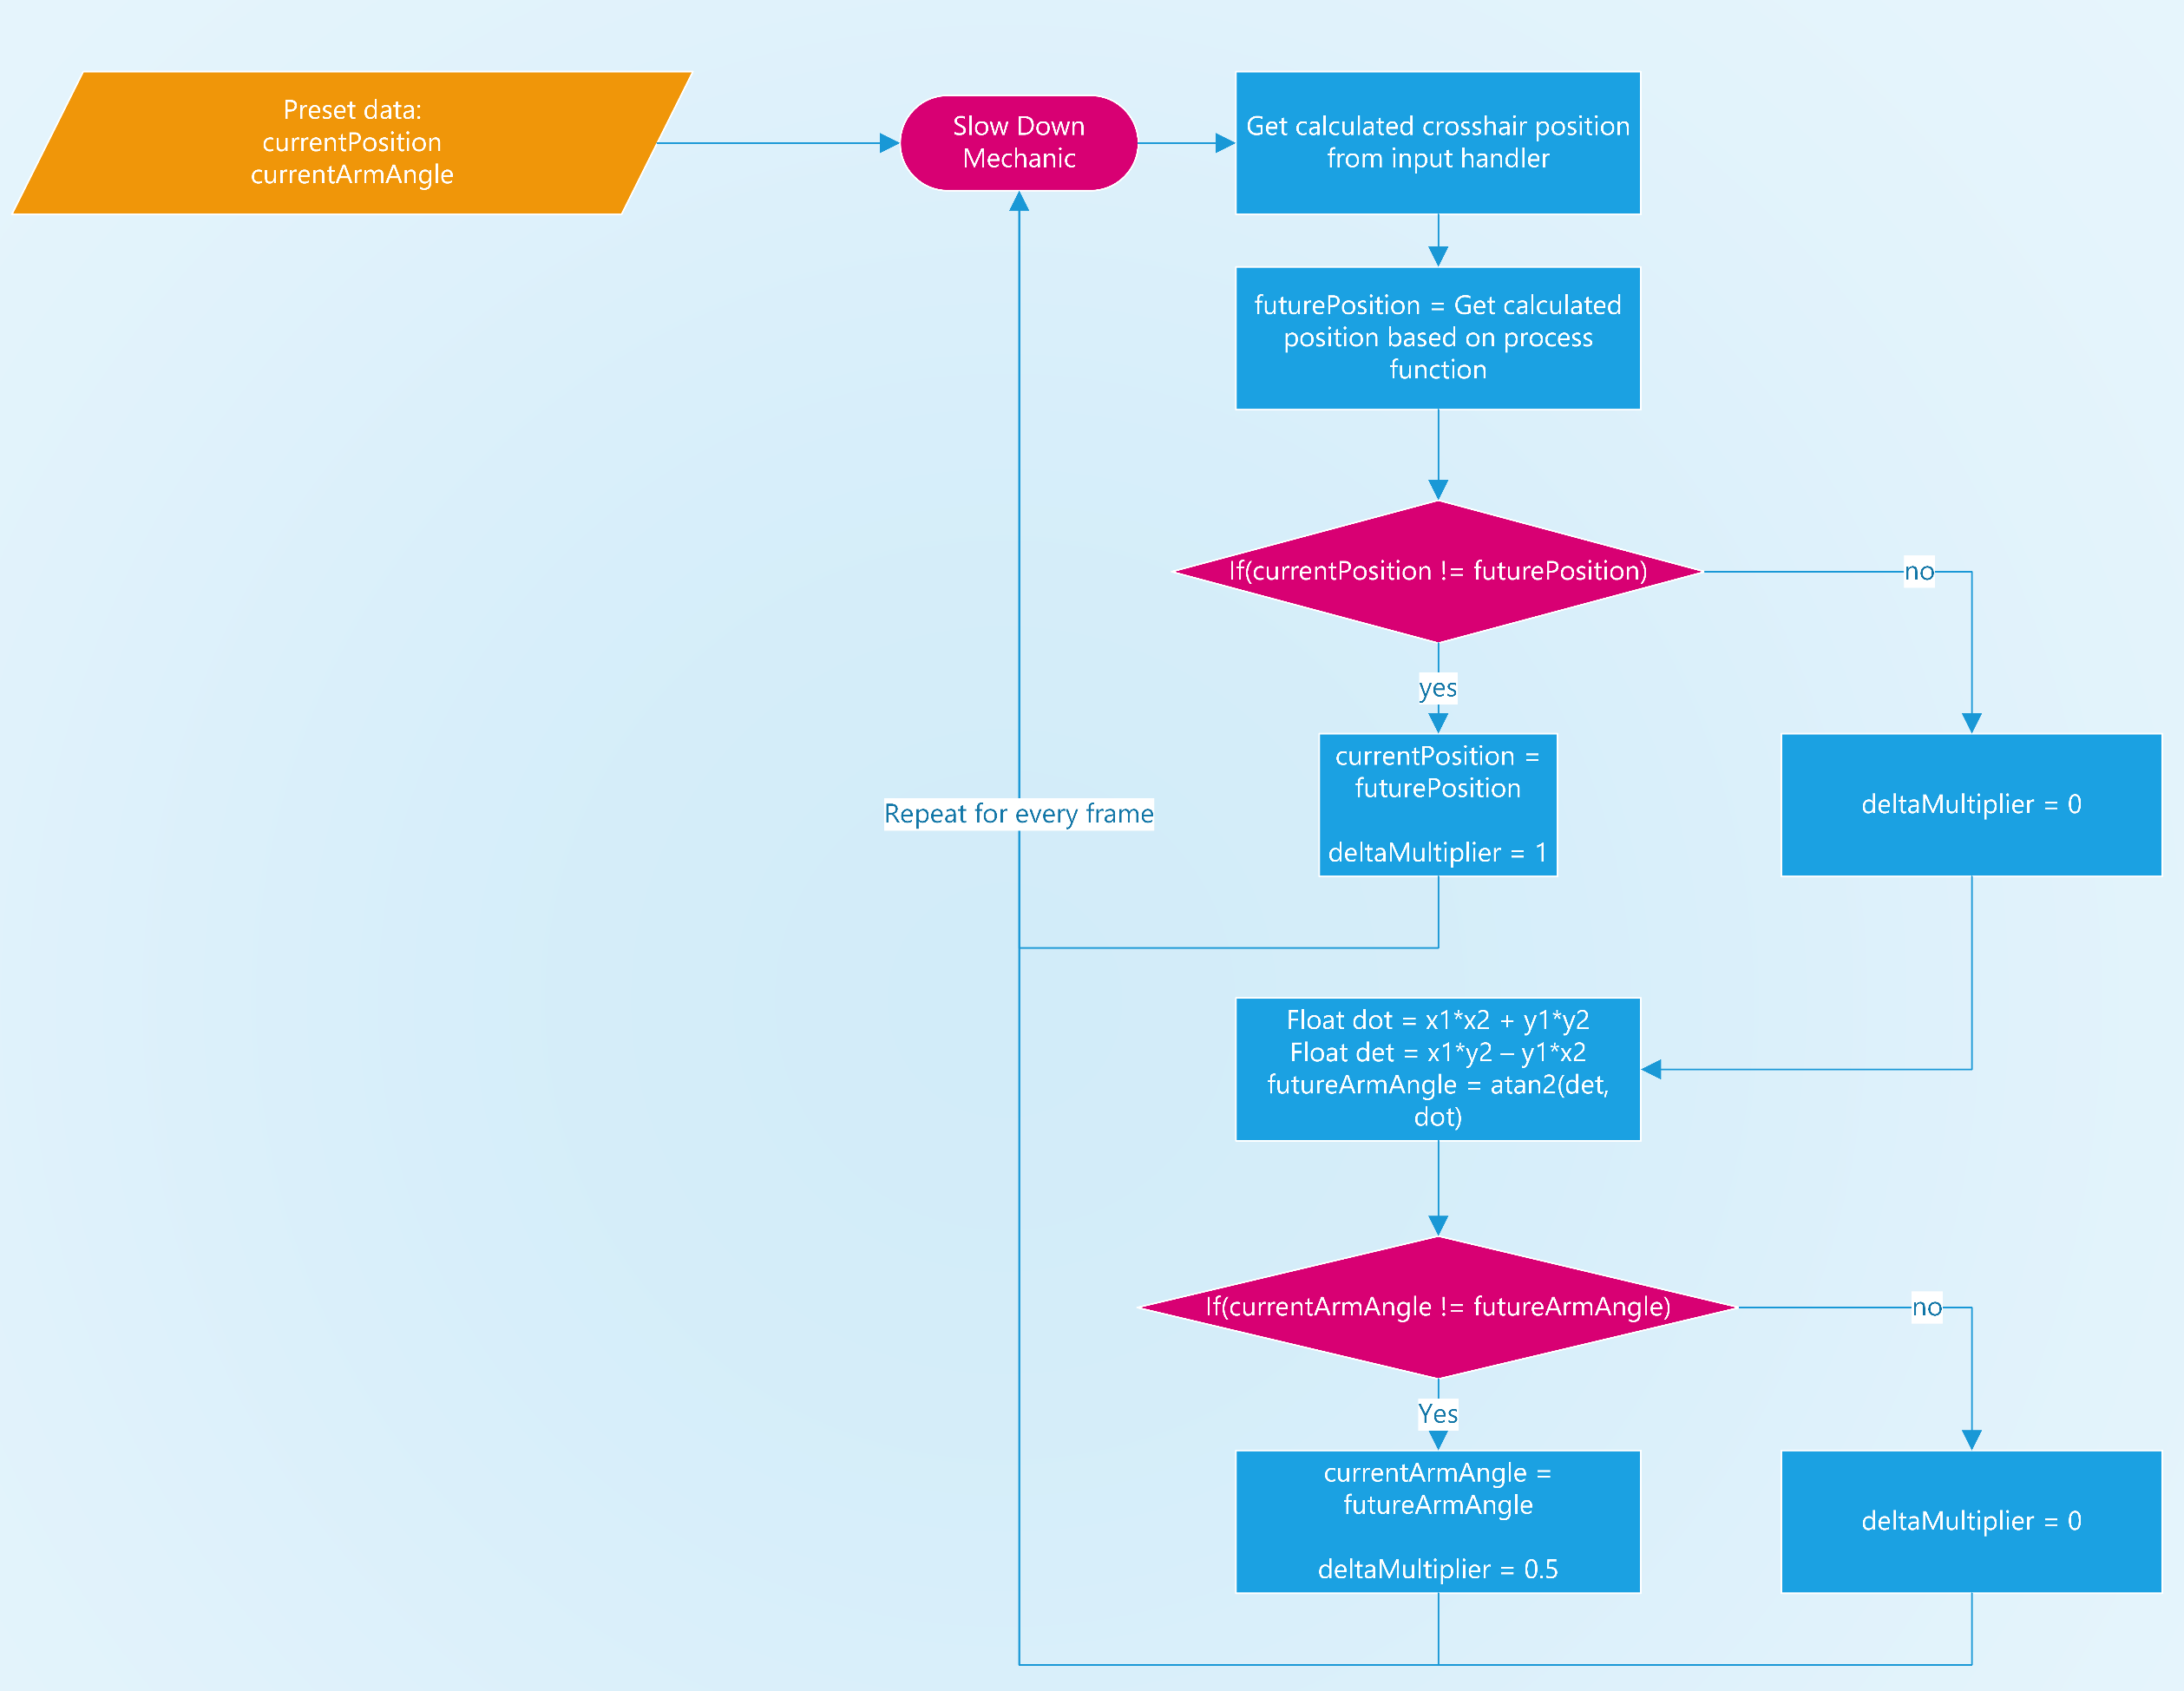 Preset data:
currentPosition
currentArmAngle
Slow Down
Mechanic
Get calculated crosshair position
from input handler
futurePosition = Get calculated
position based on process
function
If(currentPosition != futurePosition)
no
yes
currentPosition =
futurePosition
deltaMultiplier = 1
deltaMultiplier = 0
Repeat for every frame
Float dot = x1*x2 + y1*y2
Float det = x1*y2 – y1*x2
futureArmAngle = atan2(det,
dot)
If(currentArmAngle != futureArmAngle)
no
Yes
currentArmAngle =
futureArmAngle
deltaMultiplier = 0.5
deltaMultiplier = 0